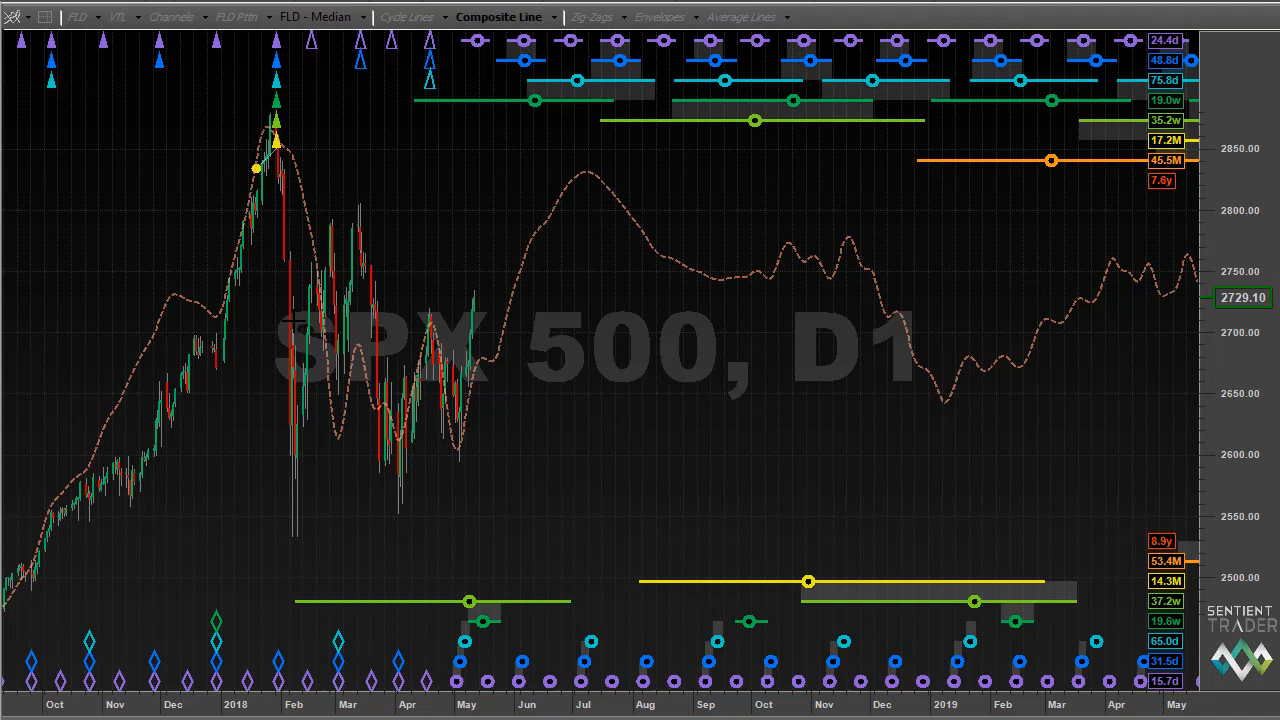 FLD VTL Channels FLD Pttn FLD - Median Cycle Lines Composite Line Zig-Zags Envelopes Average Lines
24.4d
48.8d
75.8d
19.0w
35.2w
17.2M
45.5M
7.6y
2850.00
2800.00
2750.00
2729.10
2700.00
2650.00
2600.00
2550.00
2500.00
SPX 500, D1
8.9y
53.4M
14.3M
37.2w
19.6w
65.0d
31.5d
15.7d
SENTIENT
TRADER
Oct Nov Dec 2018 Feb Mar Apr May Jun Jul Aug Sep Oct Nov Dec 2019 Feb Mar Apr May